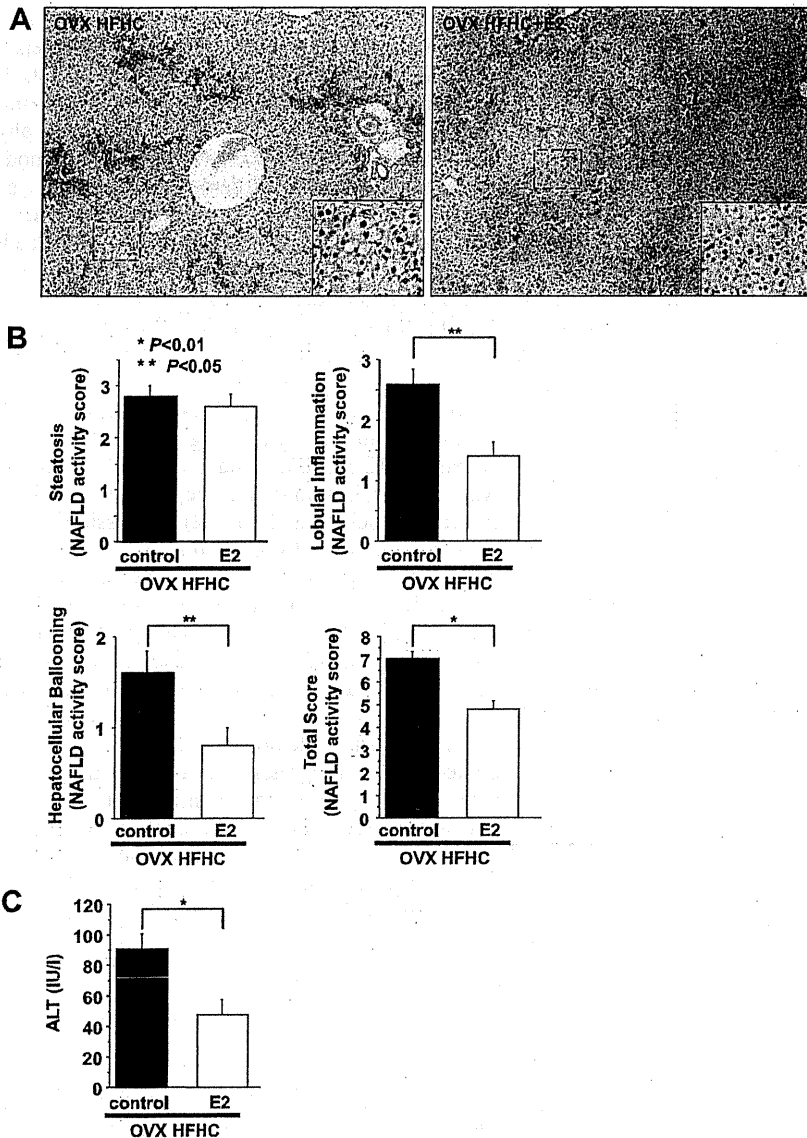 A
OVX HFHC
OVX HFHC+E2
B
* P<0.01
** P<0.05
Steatosis
(NAFLD activity score)
3
2
1
0
control E2
OVX HFHC
**
Lobular Inflammation
(NAFLD activity score)
3
2
1
0
control E2
OVX HFHC
**
Hepatocellular Ballooning
(NAFLD activity score)
2
1
0
control E2
OVX HFHC
*
Total Score
(NAFLD activity score)
8
7
6
5
4
3
2
1
0
control E2
OVX HFHC
C
*
ALT (IU/l)
120
100
80
60
40
20
0
control E2
OVX HFHC